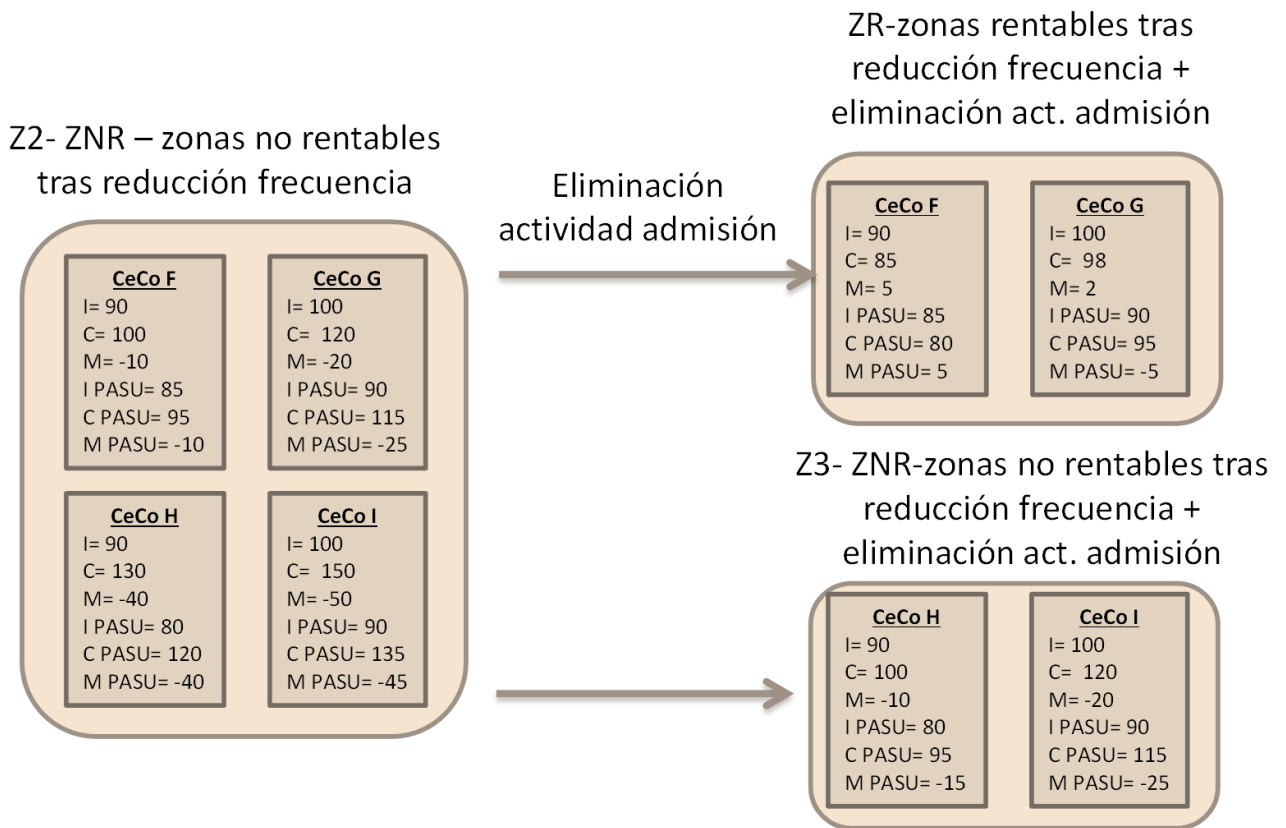 Z2- ZNR – zonas no rentables
tras reducción frecuencia
CeCo F
I= 90
C= 100
M= -10
I PASU= 85
C PASU= 95
M PASU= -10
CeCo G
I= 100
C=  120
M= -20
I PASU= 90
C PASU= 115
M PASU= -25
CeCo H
I= 90
C= 130
M= -40
I PASU= 80
C PASU= 120
M PASU= -40
CeCo I
I= 100
C=  150
M= -50
I PASU= 90
C PASU= 135
M PASU= -45
Eliminación
actividad admisión
ZR-zonas rentables tras
reducción frecuencia +
eliminación act. admisión
CeCo F
I= 90
C= 85
M= 5
I PASU= 85
C PASU= 80
M PASU= 5
CeCo G
I= 100
C=  98
M= 2
I PASU= 90
C PASU= 95
M PASU= -5
Z3- ZNR-zonas no rentables tras
reducción frecuencia +
eliminación act. admisión
CeCo H
I= 90
C= 100
M= -10
I PASU= 80
C PASU= 95
M PASU= -15
CeCo I
I= 100
C=  120
M= -20
I PASU= 90
C PASU= 115
M PASU= -25